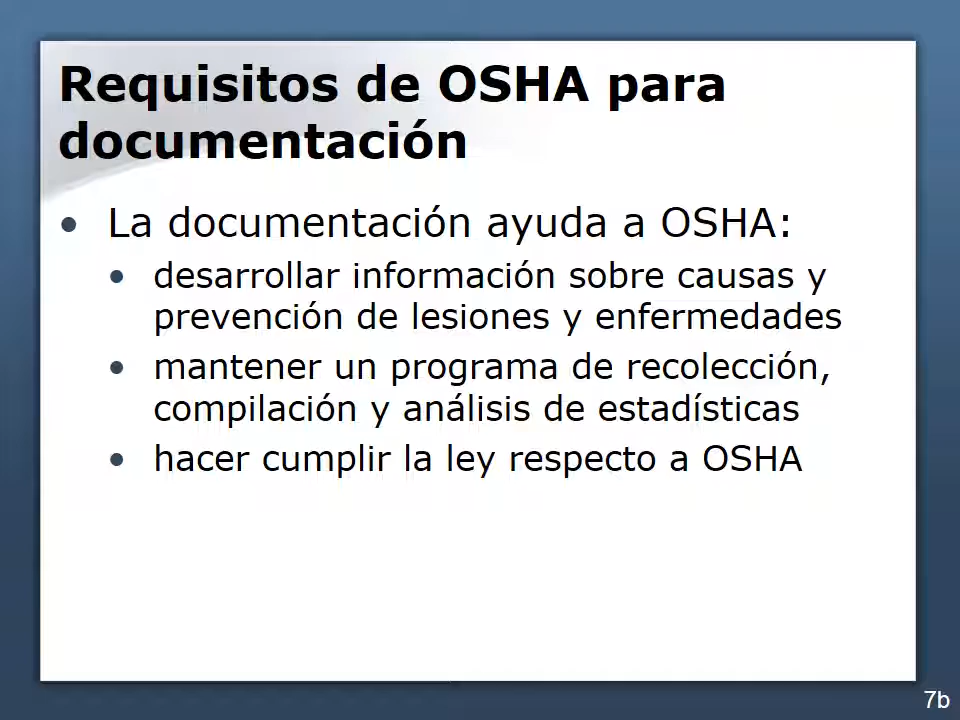 Requisitos de OSHA para
documentación
• La documentación ayuda a OSHA:
• desarrollar información sobre causas y
prevención de lesiones y enfermedades
• mantener un programa de recolección,
compilación y análisis de estadísticas
• hacer cumplir la ley respecto a OSHA
7b